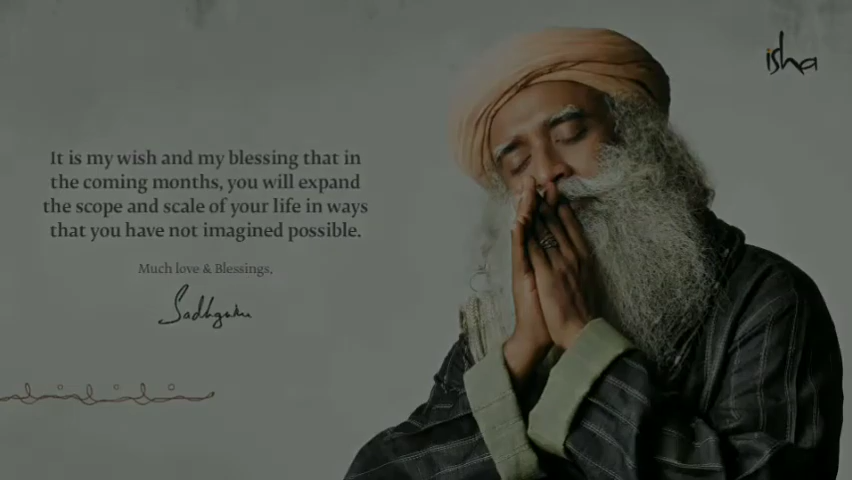 isha
It is my wish and my blessing that in
the coming months, you will expand
the scope and scale of your life in ways
that you have not imagined possible.
Much love & Blessings,
Sadhguru